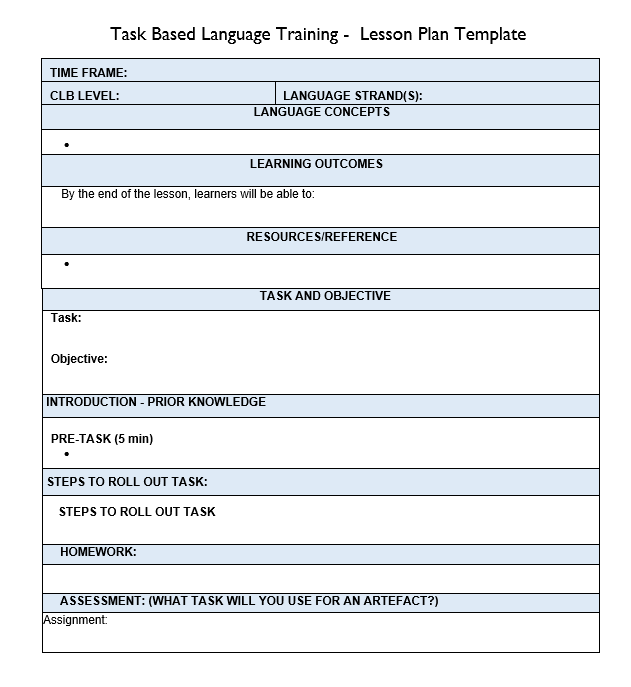 Task Based Language Training -  Lesson Plan Template
TIME FRAME:
CLB LEVEL:
LANGUAGE STRAND(S):
LANGUAGE CONCEPTS
•
LEARNING OUTCOMES
By the end of the lesson, learners will be able to:
RESOURCES/REFERENCE
•
TASK AND OBJECTIVE
Task:
Objective:
INTRODUCTION - PRIOR KNOWLEDGE
PRE-TASK (5 min)
•
STEPS TO ROLL OUT TASK:
STEPS TO ROLL OUT TASK
HOMEWORK:
ASSESSMENT: (WHAT TASK WILL YOU USE FOR AN ARTEFACT?)
Assignment: